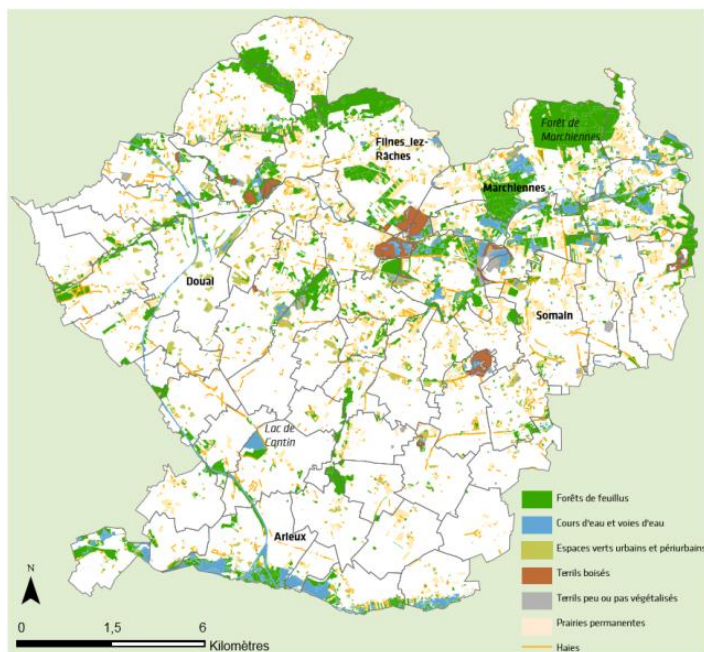 Forêt de
Marchiennes
Flines_lez-
Râches
Marchiennes
Douai
Somain
Lac de
Cantin
Arleux
Forêts de feuillus
Cours d'eau et voies d'eau
Espaces verts urbains et périurbains
Terrils boisés
Terrils peu ou pas végétalisés
Prairies permanentes
Haies
N
0 1,5 6
Kilomètres